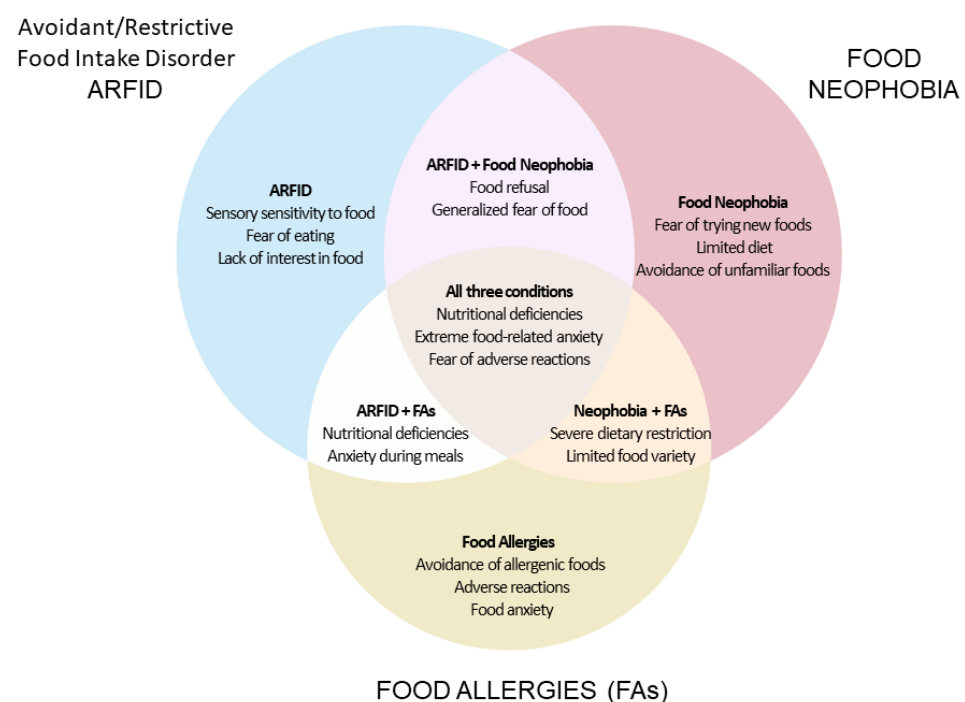 Avoidant/Restrictive
Food Intake Disorder
ARFID
FOOD
NEOPHOBIA
ARFID + Food Neophobia
Food refusal
Generalized fear of food
ARFID
Sensory sensitivity to food
Fear of eating
Lack of interest in food
Food Neophobia
Fear of trying new foods
Limited diet
Avoidance of unfamiliar foods
All three conditions
Nutritional deficiencies
Extreme food-related anxiety
Fear of adverse reactions
ARFID + FAs
Nutritional deficiencies
Anxiety during meals
Neophobia + FAs
Severe dietary restriction
Limited food variety
Food Allergies
Avoidance of allergenic foods
Adverse reactions
Food anxiety
FOOD ALLERGIES (FAs)